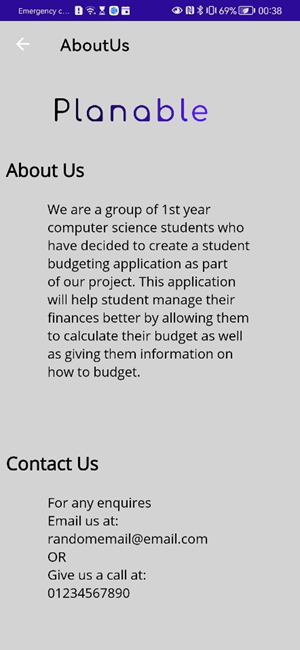 Emergency c... 69% 00:38
AboutUs
Planable
About Us
We are a group of 1st year
computer science students who
have decided to create a student
budgeting application as part
of our project. This application
will help student manage their
finances better by allowing them
to calculate their budget as well
as giving them information on
how to budget.
Contact Us
For any enquires
Email us at:
randomemail@email.com
OR
Give us a call at:
01234567890